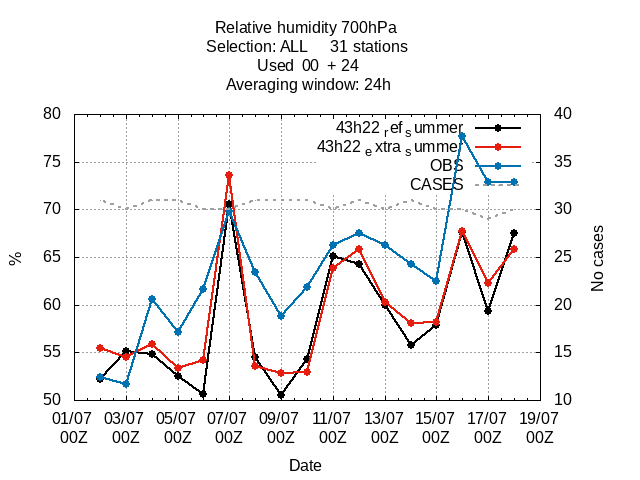 Relative humidity 700hPa
Selection: ALL     31 stations
Used  00  + 24
Averaging window: 24h
80 40
43h22 ref summer
43h22 extra summer
75 OBS 35
CASES
70 30
65 25
% No cases
60 20
55 15
50 10
01/07 03/07 05/07 07/07 09/07 11/07 13/07 15/07 17/07 19/07
00Z 00Z 00Z 00Z 00Z 00Z 00Z 00Z 00Z 00Z
Date